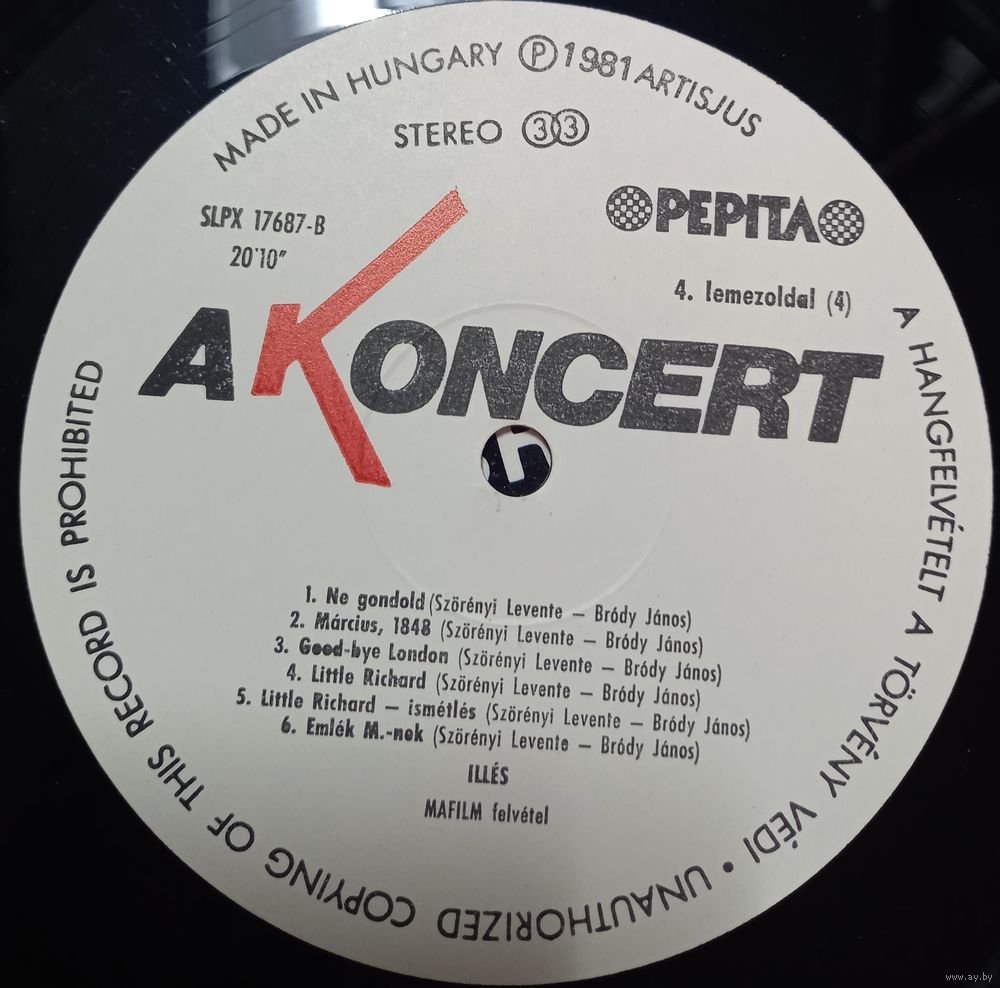 MADE IN HUNGARY Ⓟ 1981 ARTISJUS
STEREO 33
SLPX 17687-B
20'10"
PEPITA
4. lemezoldal (4)
A KONCERT
1. Ne gondold (Szörényi Levente – Bródy János)
2. Március, 1848 (Szörényi Levente – Bródy János)
3. Good-bye London (Szörényi Levente – Bródy János)
4. Little Richard (Szörényi Levente – Bródy János)
5. Little Richard – ismétlés (Szörényi Levente – Bródy János)
6. Emlék M.-nek (Szörényi Levente – Bródy János)
ILLÉS
MAFILM felvétel
A HANGFELVÉTELT A TÖRVÉNY VÉDI • UNAUTHORIZED COPYING OF THIS RECORD IS PROHIBITED
www.ay.by